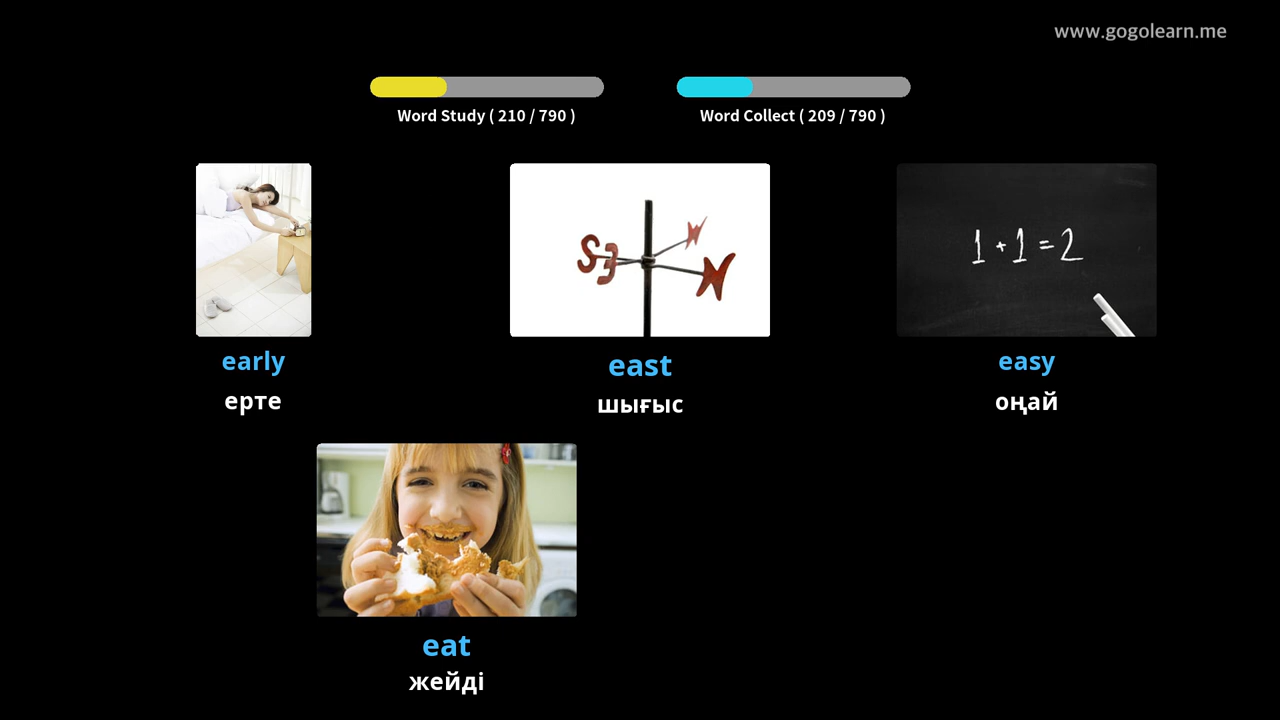 www.gogolearn.me
Word Study ( 210 / 790 )
Word Collect ( 209 / 790 )
S E N W
1 + 1 = 2
early
east
easy
ерте
шығыс
оңай
eat
жейді